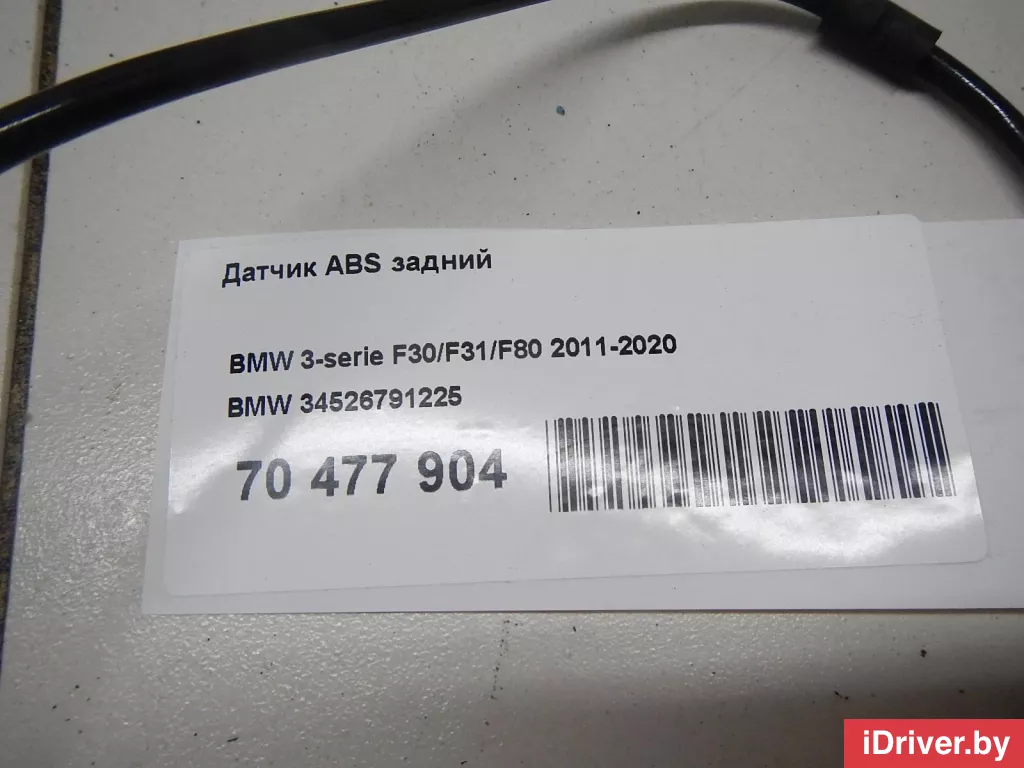 Датчик ABS задний
BMW 3-serie F30/F31/F80 2011-2020
BMW 34526791225
70 477 904
iDriver.by